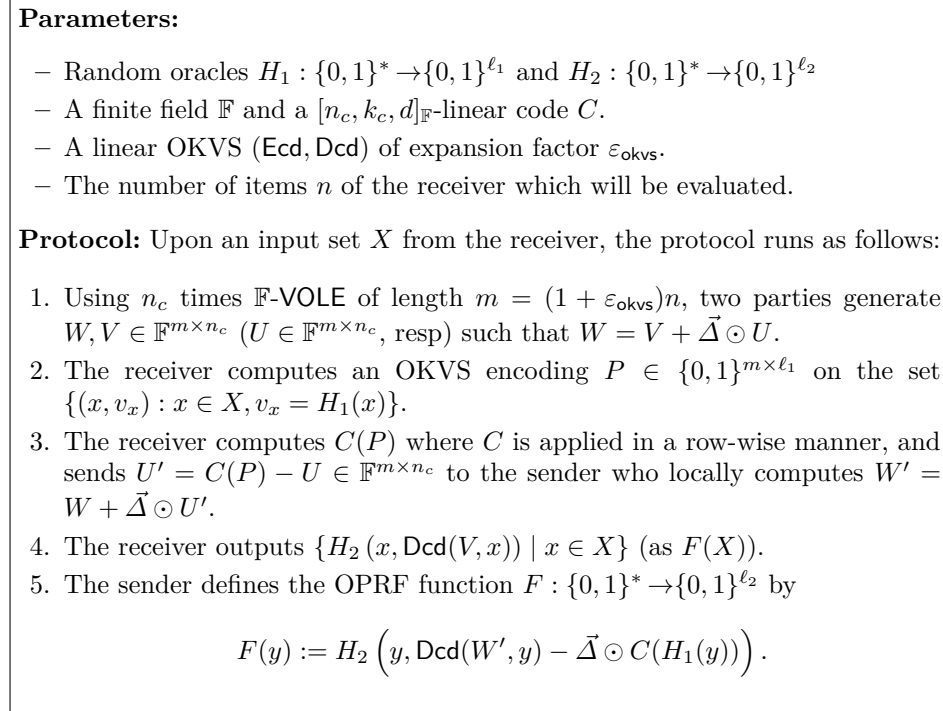 Parameters:
– Random oracles H₁ : {0, 1}* →{0, 1}^ℓ₁ and H₂ : {0, 1}* →{0, 1}^ℓ₂
– A finite field 𝔽 and a [n_c, k_c, d]_𝔽-linear code C.
– A linear OKVS (Ecd, Dcd) of expansion factor ε_okvs.
– The number of items n of the receiver which will be evaluated.
Protocol: Upon an input set X from the receiver, the protocol runs as follows:
1. Using n_c times 𝔽-VOLE of length m = (1 + ε_okvs)n, two parties generate
W, V ∈ 𝔽^{m×n_c} (U ∈ 𝔽^{m×n_c}, resp) such that W = V + Δ⃗ ⊙ U.
2. The receiver computes an OKVS encoding P ∈ {0, 1}^{m×ℓ₁} on the set
{(x, v_x) : x ∈ X, v_x = H₁(x)}.
3. The receiver computes C(P) where C is applied in a row-wise manner, and
sends U′ = C(P) − U ∈ 𝔽^{m×n_c} to the sender who locally computes W′ =
W + Δ⃗ ⊙ U′.
4. The receiver outputs {H₂ (x, Dcd(V, x)) | x ∈ X} (as F(X)).
5. The sender defines the OPRF function F : {0, 1}* →{0, 1}^ℓ₂ by
F(y) := H₂ (y, Dcd(W′, y) − Δ⃗ ⊙ C(H₁(y))) .